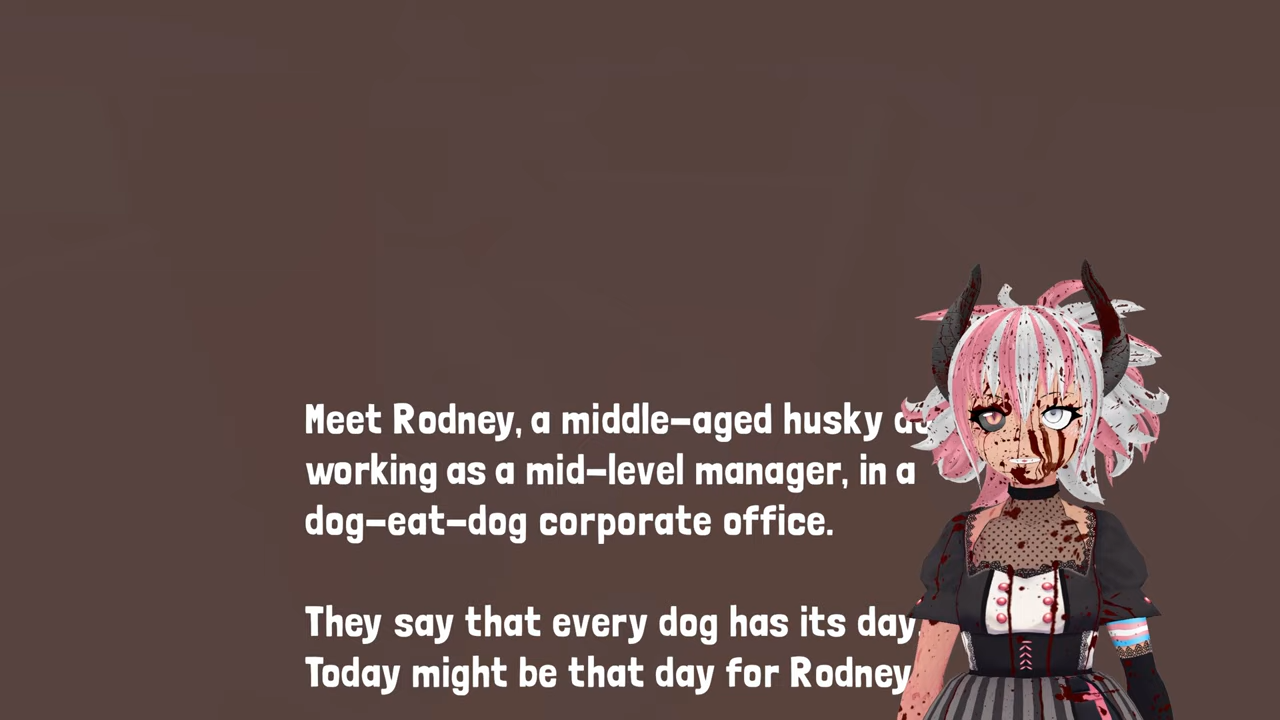 Meet Rodney, a middle-aged husky
working as a mid-level manager, in a
dog-eat-dog corporate office.
They say that every dog has its day.
Today might be that day for Rodney